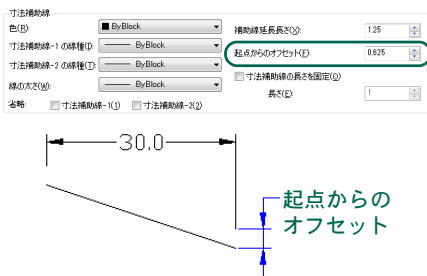 寸法補助線
色(R): ByBlock
寸法補助線-1 の線種(I): ByBlock
寸法補助線-2 の線種(T): ByBlock
線の太さ(W): ByBlock
省略: 寸法補助線-1(1) 寸法補助線-2(2)
補助線延長長さ(X): 1.25
起点からのオフセット(F): 0.625
寸法補助線の長さを固定(O)
長さ(E): 1
30.0
起点からの
オフセット